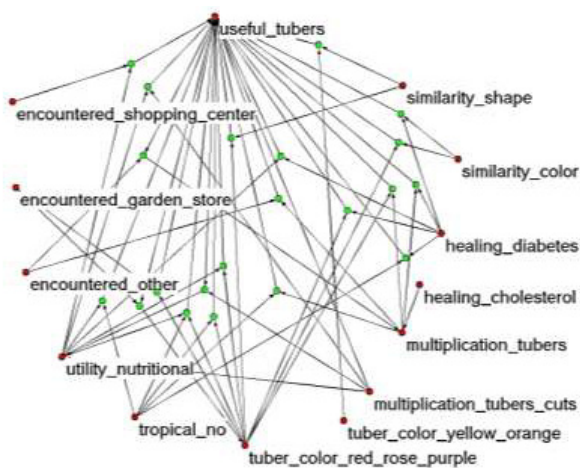 useful_tubers
similarity_shape
encountered_shopping_center
similarity_color
encountered_garden_store
healing_diabetes
encountered_other
healing_cholesterol
multiplication_tubers
utility_nutritional
multiplication_tubers_cuts
tropical_no
tuber_color_yellow_orange
tuber_color_red_rose_purple